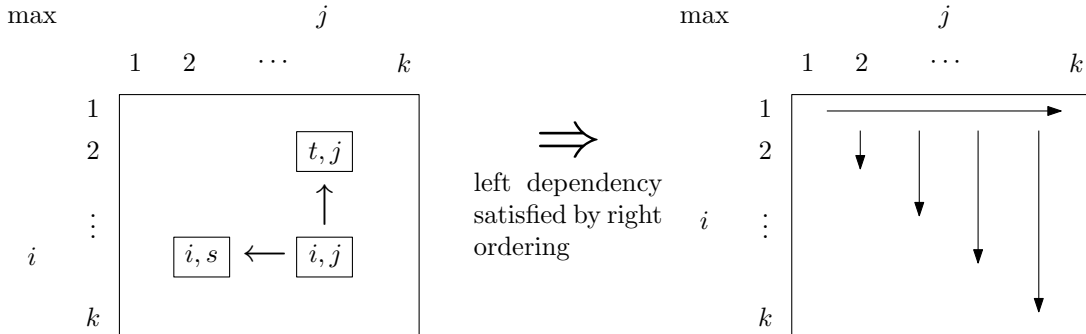 max j
1 2 ⋯ k
1
2
⋮
i
k
t, j
i, s
i, j
⇒
left dependency
satisfied by right
ordering
max j
1 2 ⋯ k
1
2
⋮
i
k